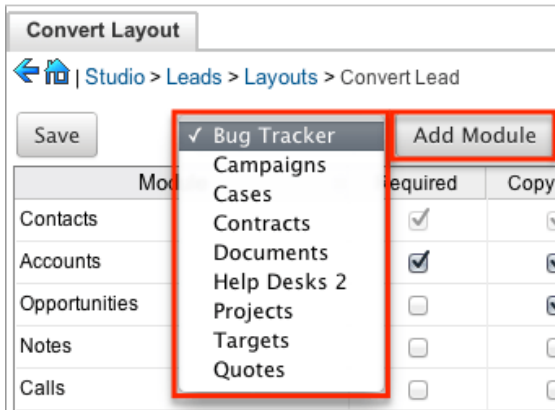 Convert Layout
| Studio > Leads > Layouts > Convert Lead
Save
✓ Bug Tracker
Add Module
Campaigns
Cases
Contracts
Documents
Help Desks 2
Projects
Targets
Quotes
Copy
Contacts
Accounts
Opportunities
Notes
Calls